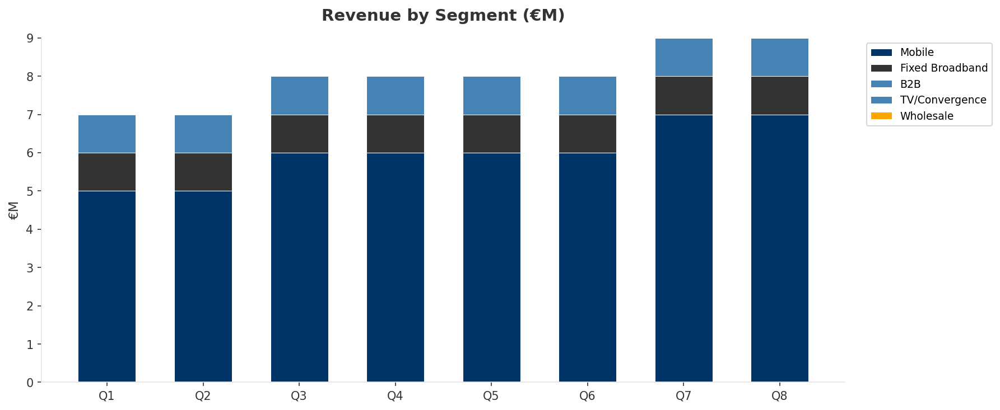 Revenue by Segment (€M)
€M
9
8
7
6
5
4
3
2
1
0
Q1 Q2 Q3 Q4 Q5 Q6 Q7 Q8
Mobile
Fixed Broadband
B2B
TV/Convergence
Wholesale